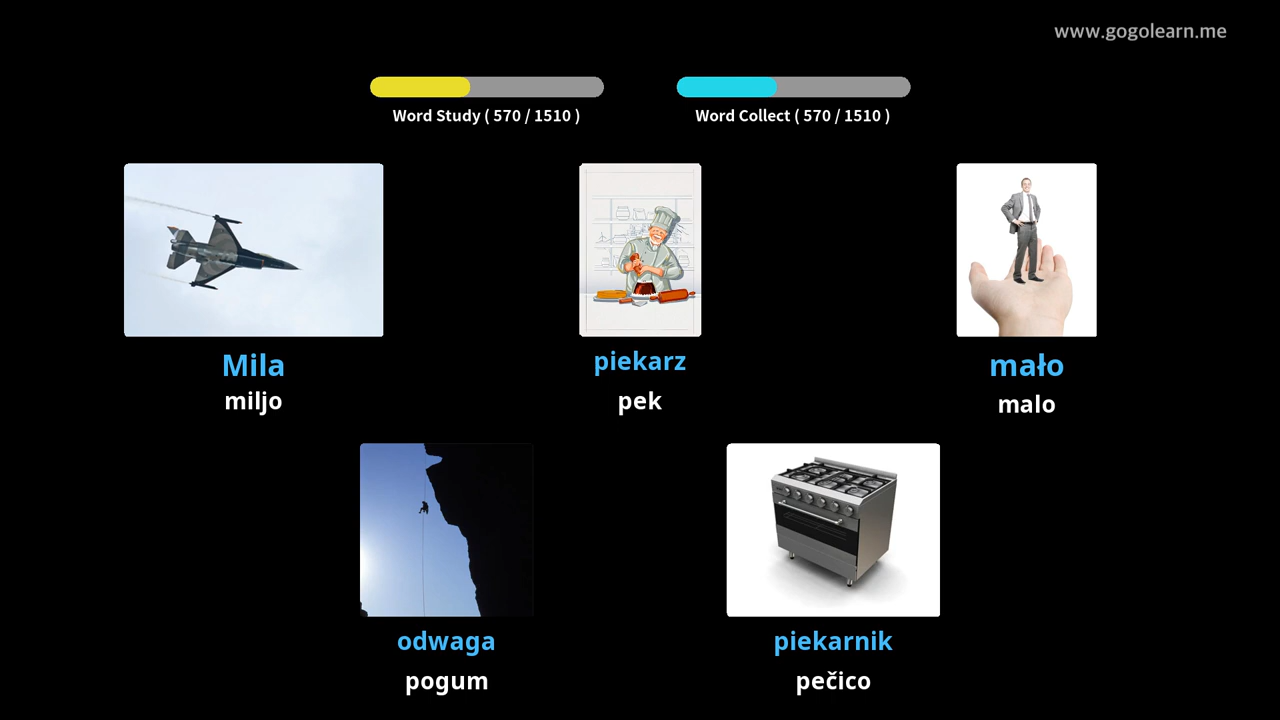 www.gogolearn.me
Word Study ( 570 / 1510 )
Word Collect ( 570 / 1510 )
Mila
miljo
piekarz
pek
mało
malo
odwaga
pogum
piekarnik
pečico